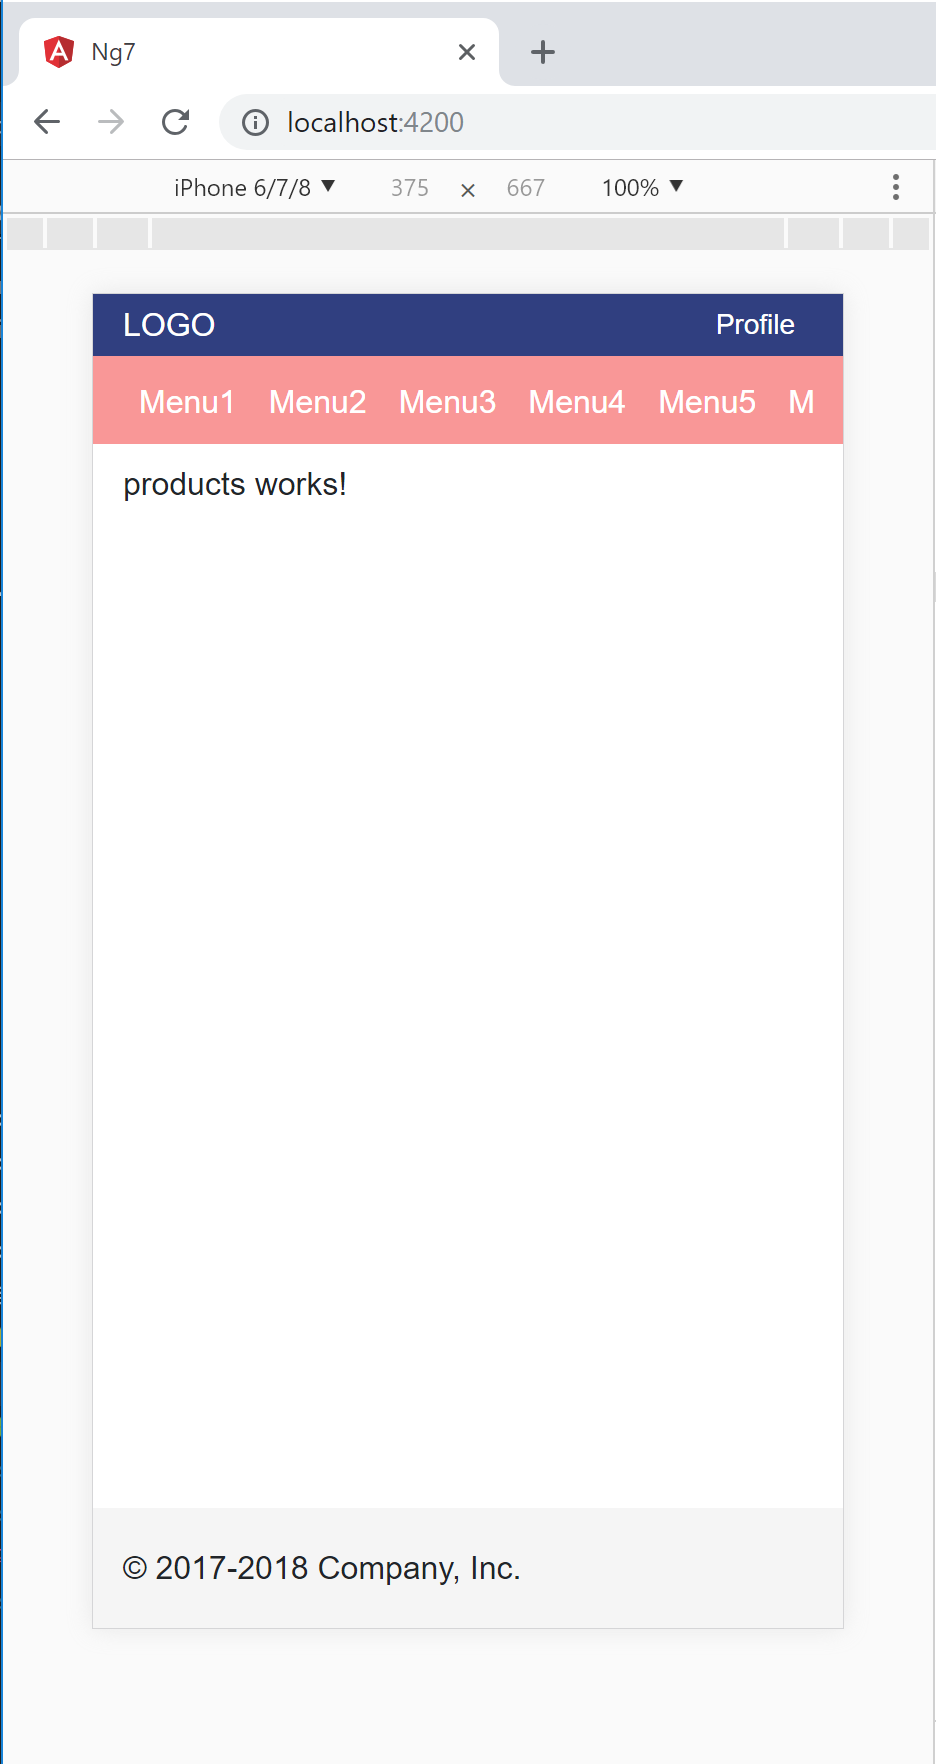 Ng7
localhost:4200
iPhone 6/7/8 375 × 667 100%
LOGO Profile
Menu1 Menu2 Menu3 Menu4 Menu5 M
products works!
© 2017-2018 Company, Inc.